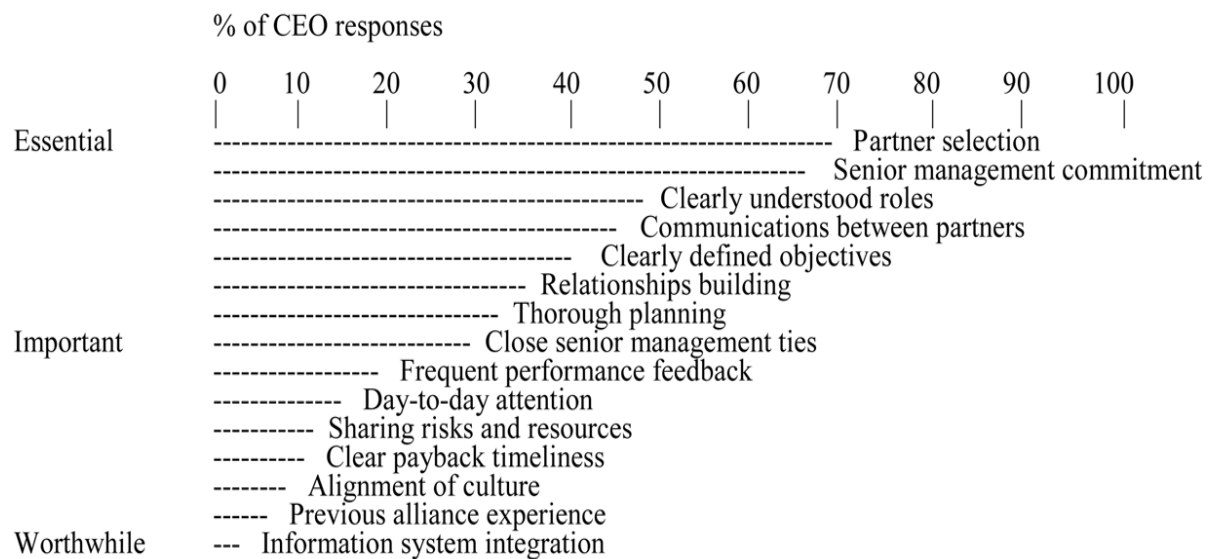 % of CEO responses
0 10 20 30 40 50 60 70 80 90 100
Essential Partner selection
Senior management commitment
Clearly understood roles
Communications between partners
Clearly defined objectives
Relationships building
Thorough planning
Important Close senior management ties
Frequent performance feedback
Day-to-day attention
Sharing risks and resources
Clear payback timeliness
Alignment of culture
Previous alliance experience
Worthwhile Information system integration